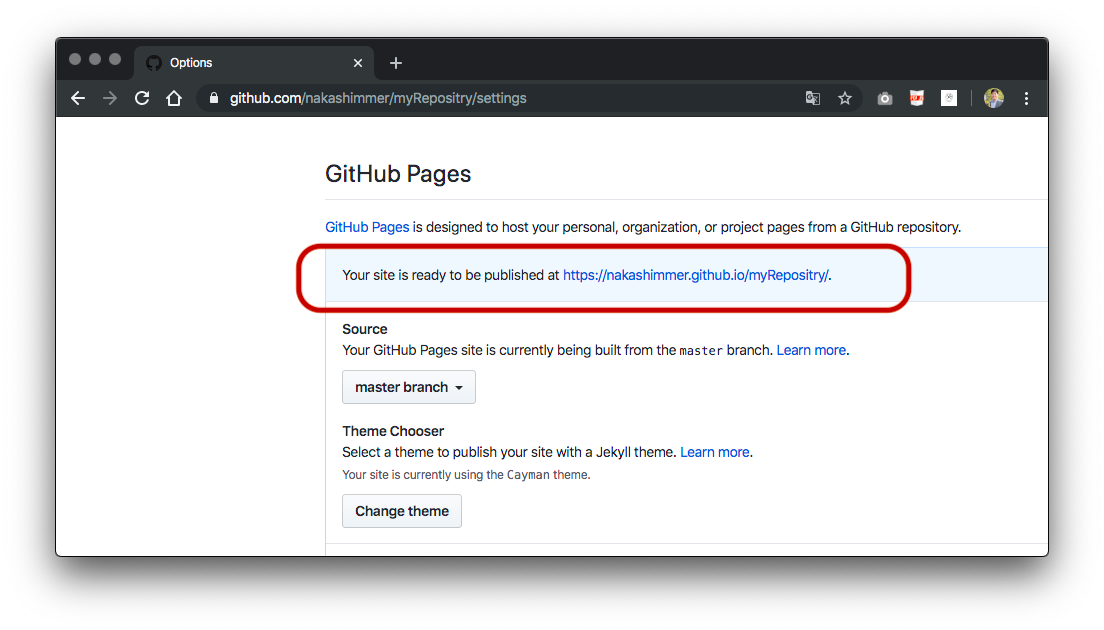 Options
github.com/nakashimmer/myRepositry/settings
GitHub Pages
GitHub Pages is designed to host your personal, organization, or project pages from a GitHub repository.
Your site is ready to be published at https://nakashimmer.github.io/myRepositry/.
Source
Your GitHub Pages site is currently being built from the master branch. Learn more.
master branch
Theme Chooser
Select a theme to publish your site with a Jekyll theme. Learn more.
Your site is currently using the Cayman theme.
Change theme